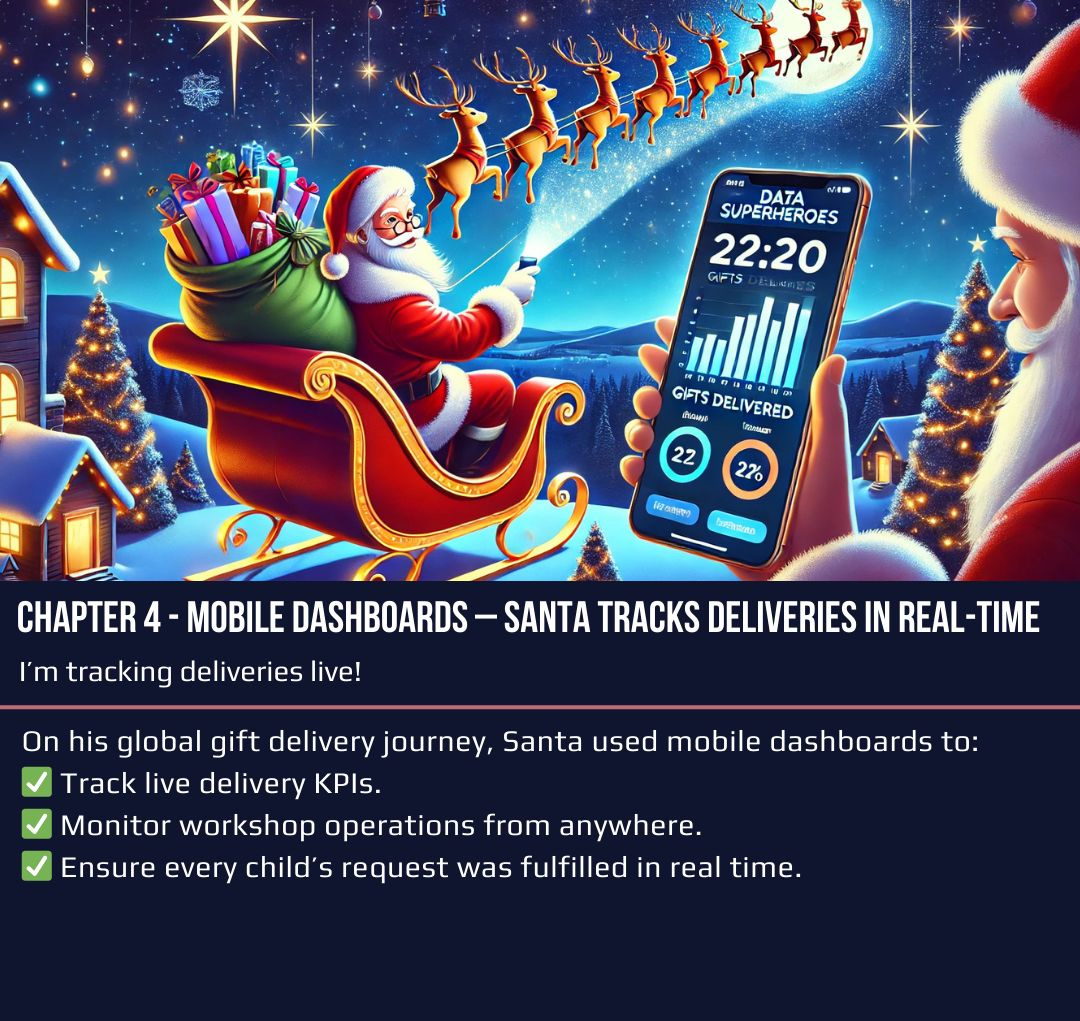 DATA
SUPERHEROES
22:20
GIFTS
GIFTS DELIVERED
22
22%
CHAPTER 4 - MOBILE DASHBOARDS – SANTA TRACKS DELIVERIES IN REAL-TIME
I’m tracking deliveries live!
On his global gift delivery journey, Santa used mobile dashboards to:
✅ Track live delivery KPIs.
✅ Monitor workshop operations from anywhere.
✅ Ensure every child’s request was fulfilled in real time.